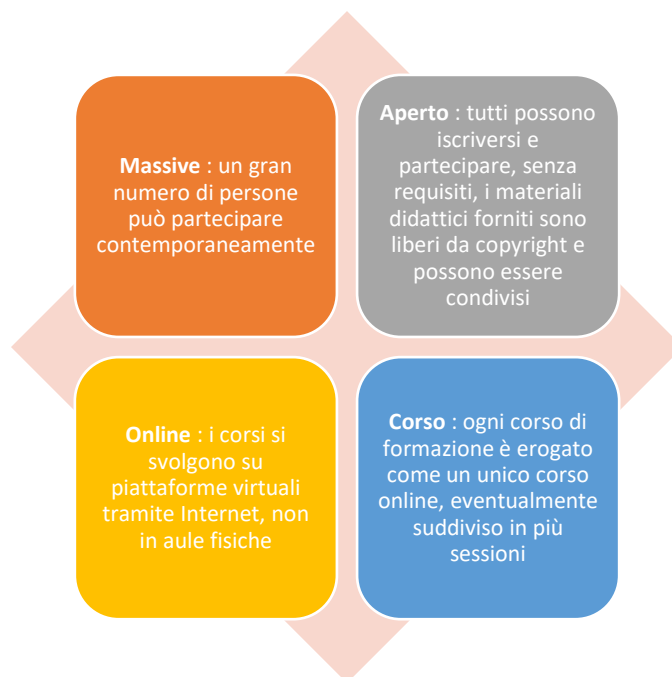 Massive : un gran
numero di persone
può partecipare
contemporaneamente
Aperto : tutti possono
iscriversi e
partecipare, senza
requisiti, i materiali
didattici forniti sono
liberi da copyright e
possono essere
condivisi
Online : i corsi si
svolgono su
piattaforme virtuali
tramite Internet, non
in aule fisiche
Corso : ogni corso di
formazione è erogato
come un unico corso
online, eventualmente
suddiviso in più
sessioni